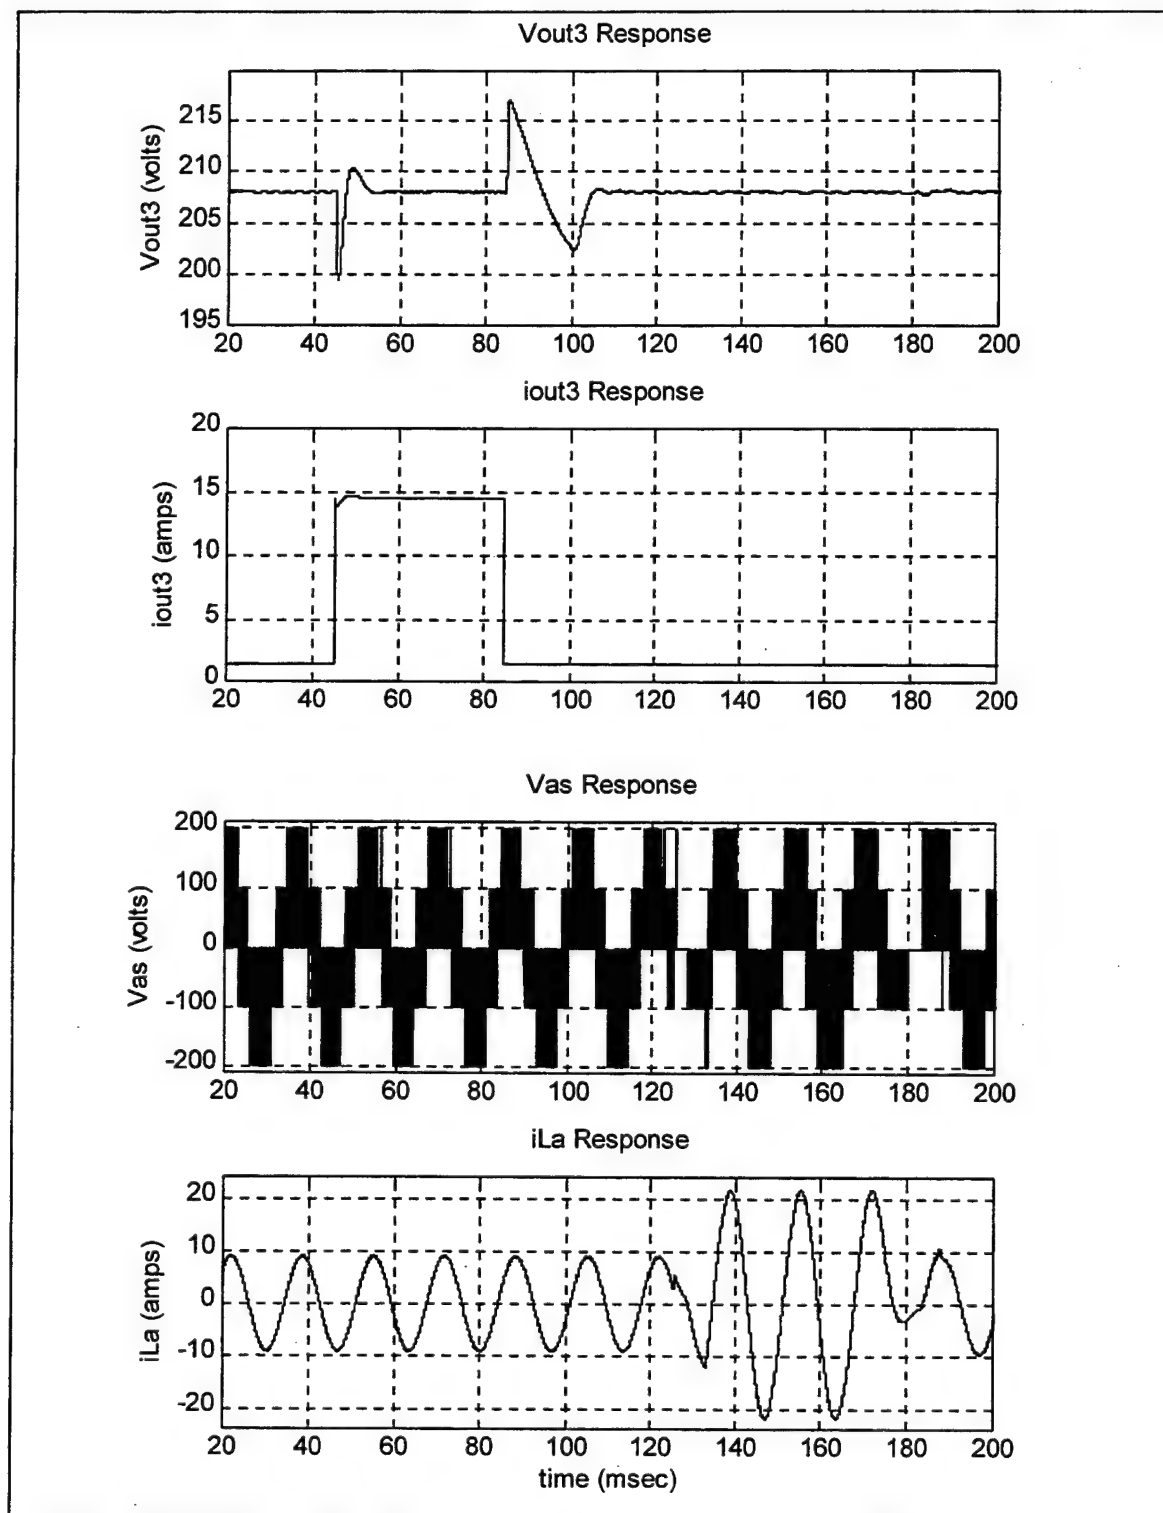 Vout3 Response
Vout3 (volts)
215
210
205
200
195
20 40 60 80 100 120 140 160 180 200
iout3 Response
iout3 (amps)
20
15
10
5
0
20 40 60 80 100 120 140 160 180 200
Vas Response
Vas (volts)
200
100
0
-100
-200
20 40 60 80 100 120 140 160 180 200
iLa Response
iLa (amps)
20
10
0
-10
-20
20 40 60 80 100 120 140 160 180 200
time (msec)